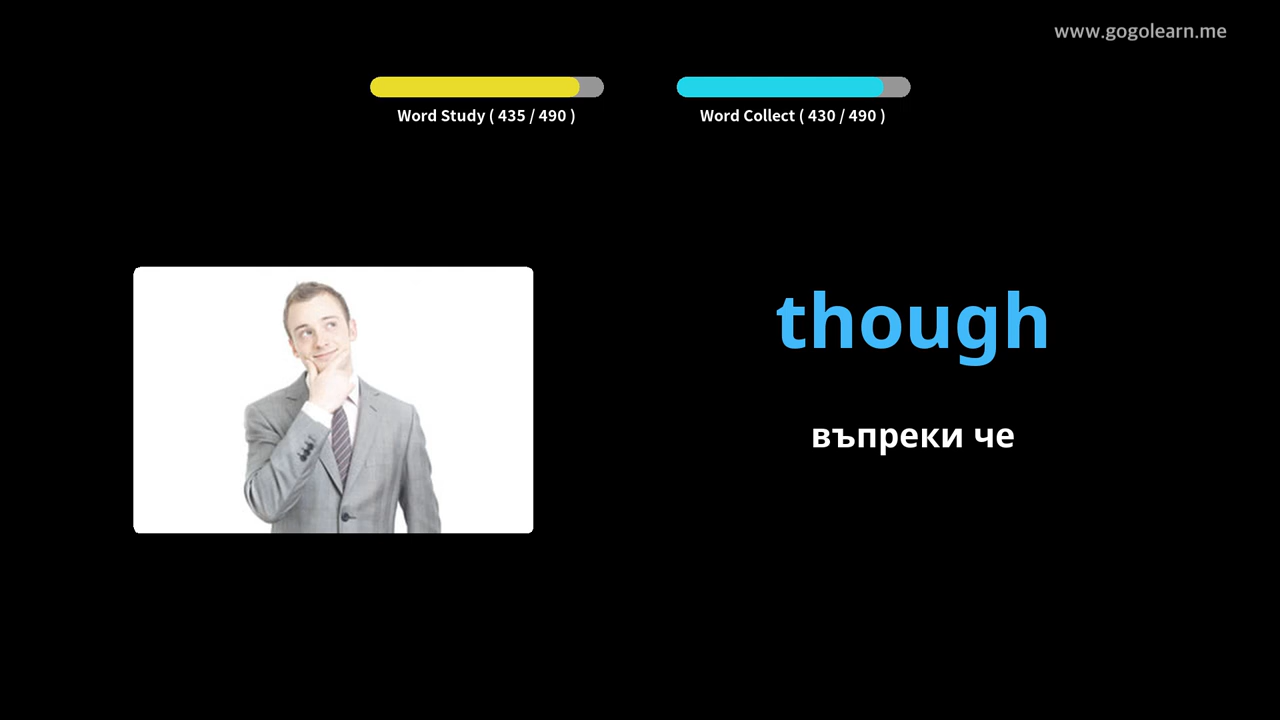 www.gogolearn.me
Word Study ( 435 / 490 )
Word Collect ( 430 / 490 )
though
въпреки че